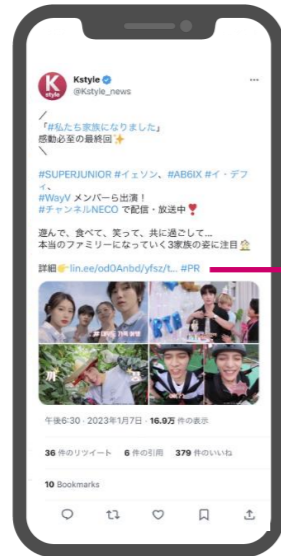 K
style
Kstyle
@Kstyle_news
/
「#私たち家族になりました」
感動必至の最終回✨
\
#SUPERJUNIOR #イェソン、#AB6IX #イ・デフィ、
#WayV メンバーら出演！
#チャンネルNECO で配信・放送中❣️
遊んで、食べて、笑って、共に過ごして…
本当のファミリーになっていく3家族の姿に注目🏠
詳細👉lin.ee/od0Anbd/yfsz/t... #PR
午後6:30 · 2023年1月7日 · 16.9万 件の表示
36 件のリツイート 6 件の引用 379 件のいいね
10 Bookmarks